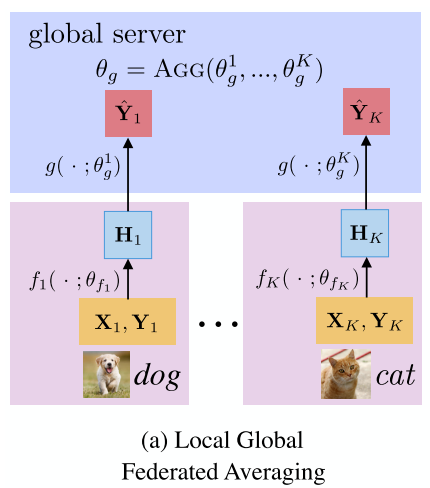 global server
θ_g = AGG(θ_g^1, ..., θ_g^K)
Ŷ_1 Ŷ_K
g( · ; θ_g^1) g( · ; θ_g^K)
H_1 H_K
f_1( · ; θ_{f_1}) f_K( · ; θ_{f_K})
X_1, Y_1 ... X_K, Y_K
dog cat
(a) Local Global
Federated Averaging